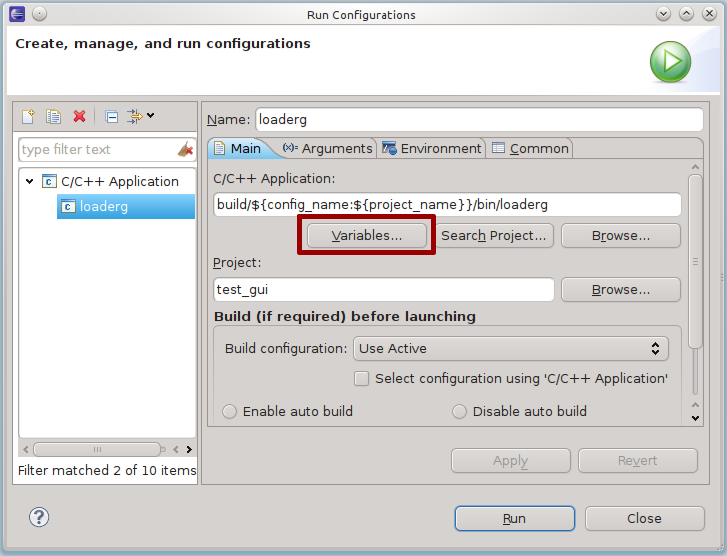 Run Configurations
Create, manage, and run configurations
Name: loaderg
type filter text
Main (x)= Arguments Environment Common
C/C++ Application
loaderg
C/C++ Application:
build/${config_name:${project_name}}/bin/loaderg
Variables... Search Project... Browse...
Project:
test_gui Browse...
Build (if required) before launching
Build configuration: Use Active
Select configuration using 'C/C++ Application'
Enable auto build Disable auto build
Filter matched 2 of 10 items
Apply Revert
? Run Close